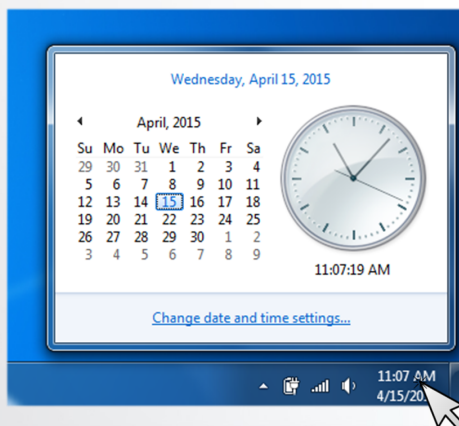 Wednesday, April 15, 2015
April, 2015
Su Mo Tu We Th Fr Sa
29 30 31 1 2 3 4
5 6 7 8 9 10 11
12 13 14 15 16 17 18
19 20 21 22 23 24 25
26 27 28 29 30 1 2
3 4 5 6 7 8 9
11:07:19 AM
Change date and time settings...
11:07 AM